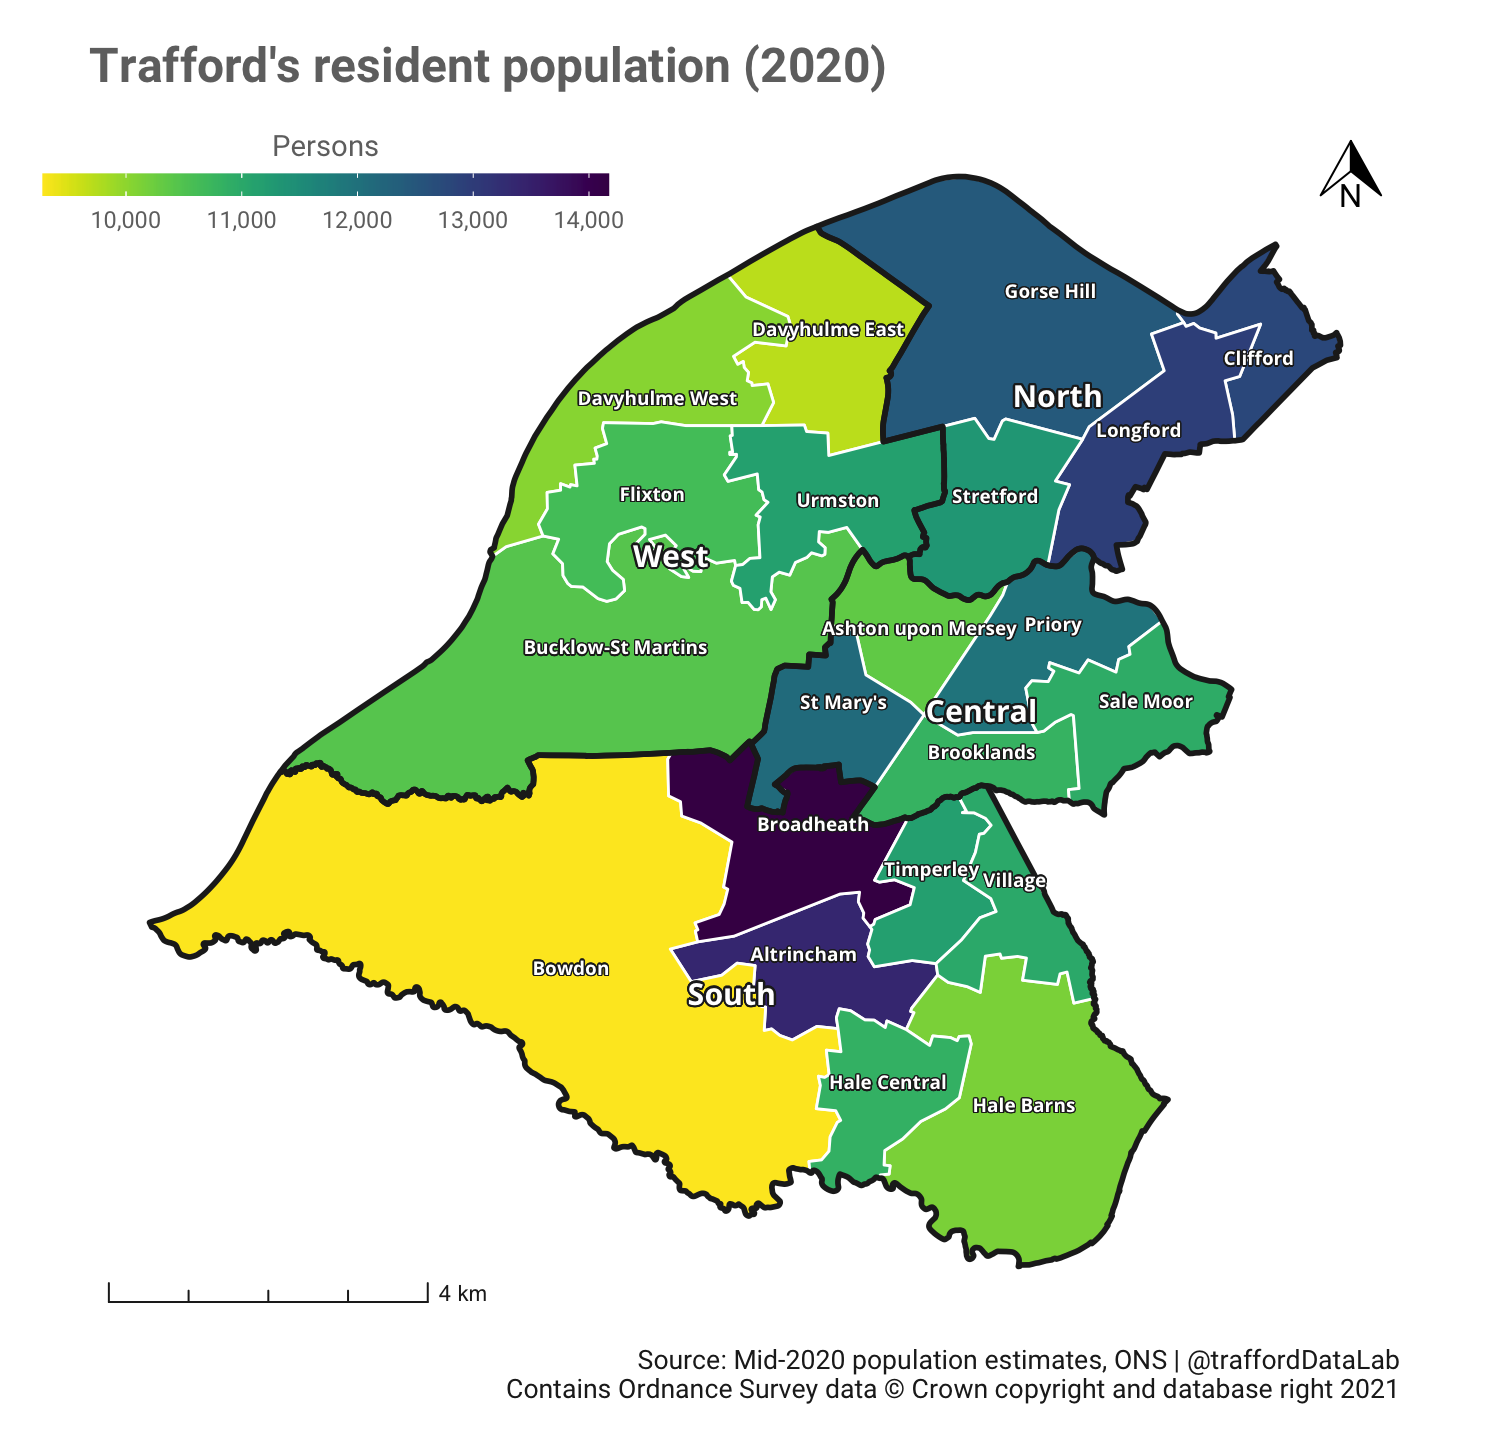 Trafford's resident population (2020)
Persons
10,000 11,000 12,000 13,000 14,000
N
Gorse Hill
Davyhulme East
Clifford
Davyhulme West
North
Longford
Flixton
Urmston
Stretford
West
Ashton upon Mersey
Priory
Bucklow-St Martins
St Mary's
Sale Moor
Central
Brooklands
Broadheath
Timperley
Village
Altrincham
Bowdon
South
Hale Central
Hale Barns
4 km
Source: Mid-2020 population estimates, ONS | @traffordDataLab
Contains Ordnance Survey data © Crown copyright and database right 2021